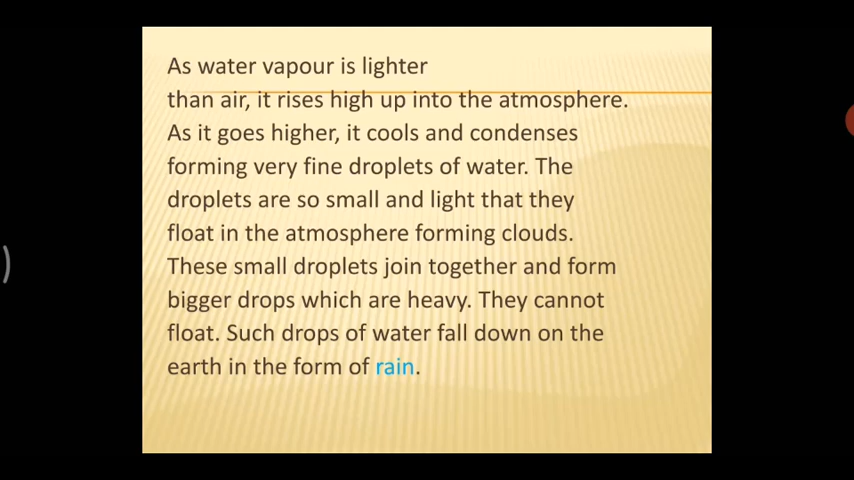 As water vapour is lighter
than air, it rises high up into the atmosphere.
As it goes higher, it cools and condenses
forming very fine droplets of water. The
droplets are so small and light that they
float in the atmosphere forming clouds.
These small droplets join together and form
bigger drops which are heavy. They cannot
float. Such drops of water fall down on the
earth in the form of rain.